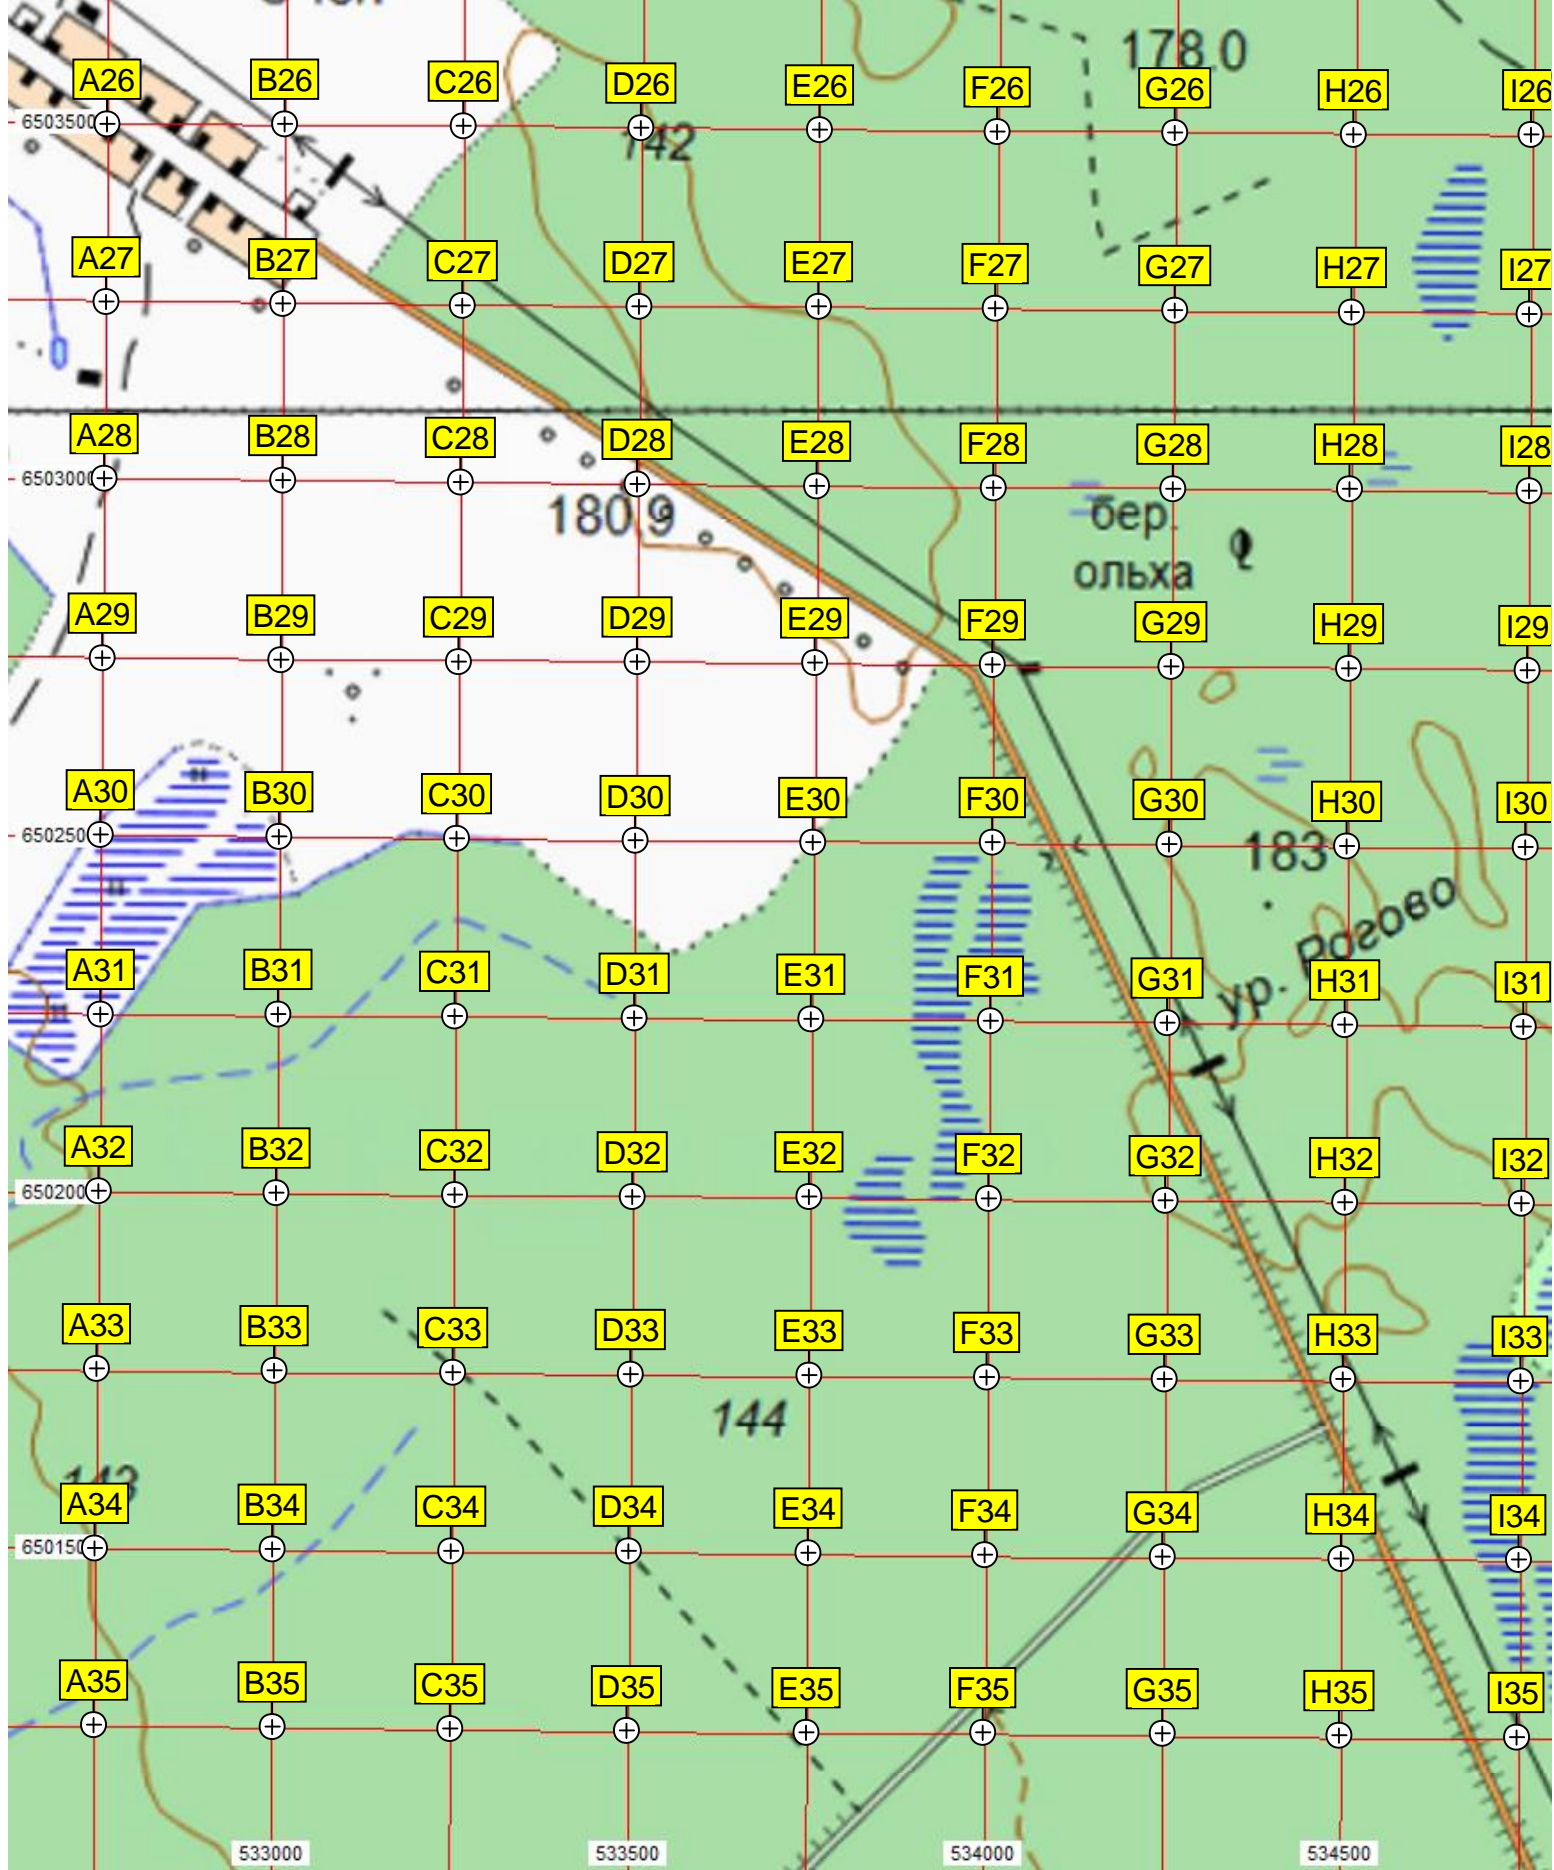 178.0
A26 B26 C26 D26 E26 F26 G26 H26 I26
6503500
142
A27 B27 C27 D27 E27 F27 G27 H27 I27
A28 B28 C28 D28 E28 F28 G28 H28 I28
6503000
180.9
бер.
ольха
A29 B29 C29 D29 E29 F29 G29 H29 I29
A30 B30 C30 D30 E30 F30 G30 H30 I30
650250
183
ур. Рогово
A31 B31 C31 D31 E31 F31 G31 H31 I31
A32 B32 C32 D32 E32 F32 G32 H32 I32
650200
A33 B33 C33 D33 E33 F33 G33 H33 I33
144
143
A34 B34 C34 D34 E34 F34 G34 H34 I34
650150
A35 B35 C35 D35 E35 F35 G35 H35 I35
533000 533500 534000 534500